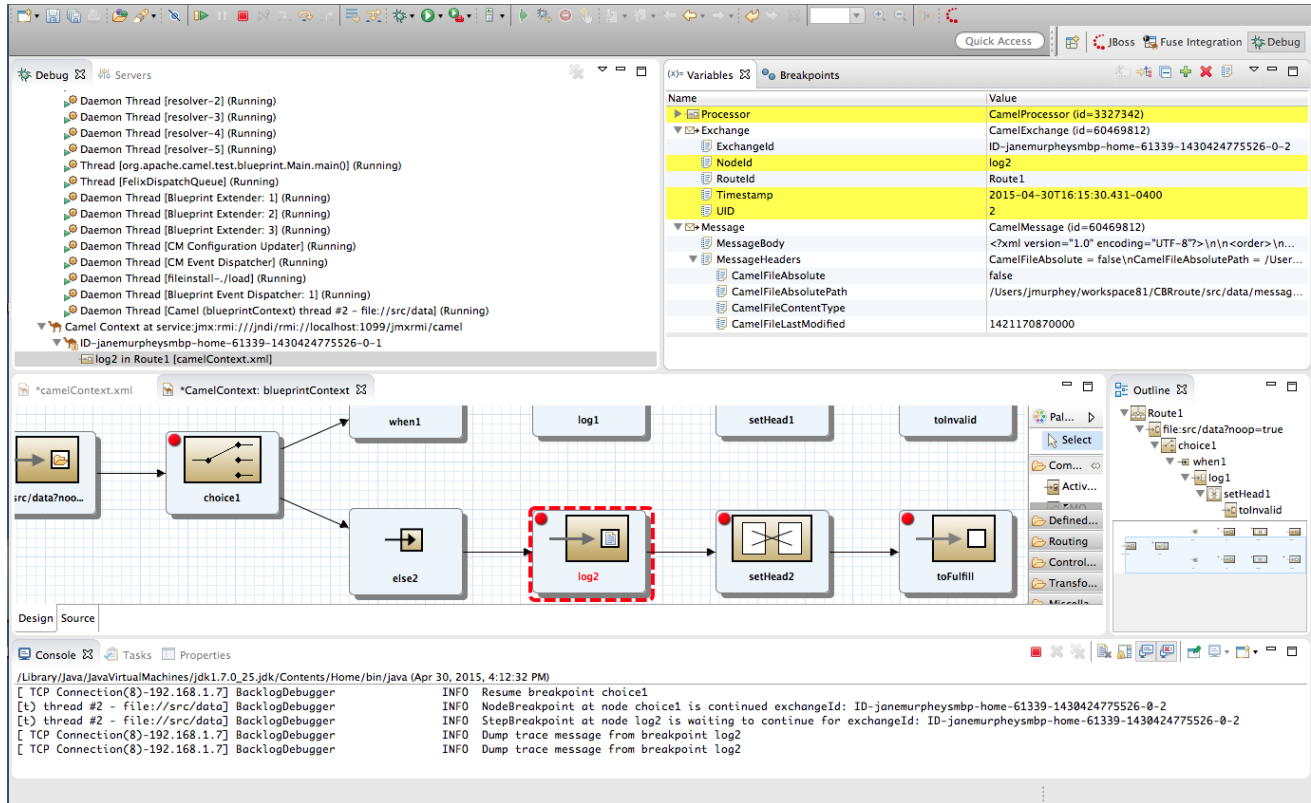 Quick Access
JBoss
Fuse Integration
Debug
Debug
Servers
Daemon Thread [resolver-2] (Running)
Daemon Thread [resolver-3] (Running)
Daemon Thread [resolver-4] (Running)
Daemon Thread [resolver-5] (Running)
Thread [org.apache.camel.test.blueprint.Main.main()] (Running)
Thread [FelixDispatchQueue] (Running)
Daemon Thread [Blueprint Extender: 1] (Running)
Daemon Thread [Blueprint Extender: 2] (Running)
Daemon Thread [Blueprint Extender: 3] (Running)
Daemon Thread [CM Configuration Updater] (Running)
Daemon Thread [CM Event Dispatcher] (Running)
Daemon Thread [fileinstall-./load] (Running)
Daemon Thread [Blueprint Event Dispatcher: 1] (Running)
Daemon Thread [Camel (blueprintContext) thread #2 - file://src/data] (Running)
Camel Context at service:jmx:rmi:///jndi/rmi://localhost:1099/jmxrmi/camel
ID-janemurpheysmbp-home-61339-1430424775526-0-1
log2 in Route1 [camelContext.xml]
(x)= Variables
Breakpoints
Name Value
Processor CamelProcessor (id=3327342)
Exchange CamelExchange (id=60469812)
ExchangeId ID-janemurpheysmbp-home-61339-1430424775526-0-2
NodeId log2
RouteId Route1
Timestamp 2015-04-30T16:15:30.431-0400
UID 2
Message CamelMessage (id=60469812)
MessageBody <?xml version="1.0" encoding="UTF-8"?>\n\n<order>\n...
MessageHeaders CamelFileAbsolute = false\nCamelFileAbsolutePath = /User...
CamelFileAbsolute false
CamelFileAbsolutePath /Users/jmurphey/workspace81/CBRroute/src/data/messag...
CamelFileContentType
CamelFileLastModified 1421170870000
*camelContext.xml
*CamelContext: blueprintContext
when1
log1
setHead1
toInvalid
src/data?noo...
choice1
else2
log2
setHead2
toFulfill
Pal...
Select
Com...
Activ...
Defined...
Routing
Control...
Transfo...
Miscella
Design
Source
Outline
Route1
file:src/data?noop=true
choice1
when1
log1
setHead1
toInvalid
Console
Tasks
Properties
/Library/Java/JavaVirtualMachines/jdk1.7.0_25.jdk/Contents/Home/bin/java (Apr 30, 2015, 4:12:32 PM)
[ TCP Connection(8)-192.168.1.7] BacklogDebugger INFO Resume breakpoint choice1
[t) thread #2 - file://src/data] BacklogDebugger INFO NodeBreakpoint at node choice1 is continued exchangeId: ID-janemurpheysmbp-home-61339-1430424775526-0-2
[t) thread #2 - file://src/data] BacklogDebugger INFO StepBreakpoint at node log2 is waiting to continue for exchangeId: ID-janemurpheysmbp-home-61339-1430424775526-0-2
[ TCP Connection(8)-192.168.1.7] BacklogDebugger INFO Dump trace message from breakpoint log2
[ TCP Connection(8)-192.168.1.7] BacklogDebugger INFO Dump trace message from breakpoint log2